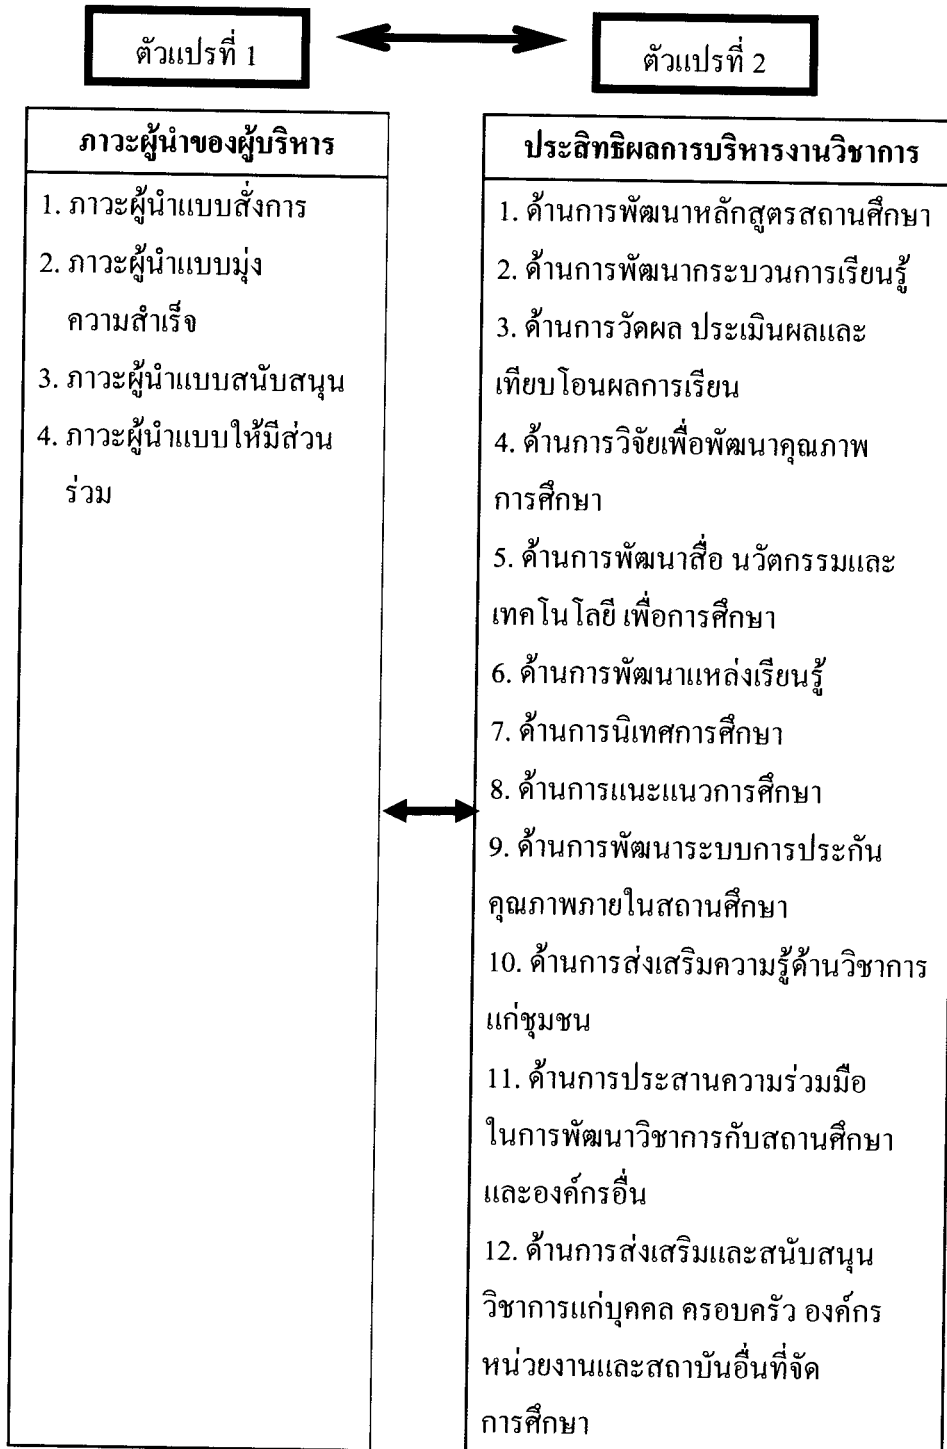 ตัวแปรที่ 1
ตัวแปรที่ 2
ภาวะผู้นำของผู้บริหาร
1. ภาวะผู้นำแบบสั่งการ
2. ภาวะผู้นำแบบมุ่ง
ความสำเร็จ
3. ภาวะผู้นำแบบสนับสนุน
4. ภาวะผู้นำแบบให้มีส่วน
ร่วม
ประสิทธิผลการบริหารงานวิชาการ
1. ด้านการพัฒนาหลักสูตรสถานศึกษา
2. ด้านการพัฒนากระบวนการเรียนรู้
3. ด้านการวัดผล ประเมินผลและ
เทียบโอนผลการเรียน
4. ด้านการวิจัยเพื่อพัฒนาคุณภาพ
การศึกษา
5. ด้านการพัฒนาสื่อ นวัตกรรมและ
เทคโนโลยี เพื่อการศึกษา
6. ด้านการพัฒนาแหล่งเรียนรู้
7. ด้านการนิเทศการศึกษา
8. ด้านการแนะแนวการศึกษา
9. ด้านการพัฒนาระบบการประกัน
คุณภาพภายในสถานศึกษา
10. ด้านการส่งเสริมความรู้ด้านวิชาการ
แก่ชุมชน
11. ด้านการประสานความร่วมมือ
ในการพัฒนาวิชาการกับสถานศึกษา
และองค์กรอื่น
12. ด้านการส่งเสริมและสนับสนุน
วิชาการแก่บุคคล ครอบครัว องค์กร
หน่วยงานและสถาบันอื่นที่จัด
การศึกษา